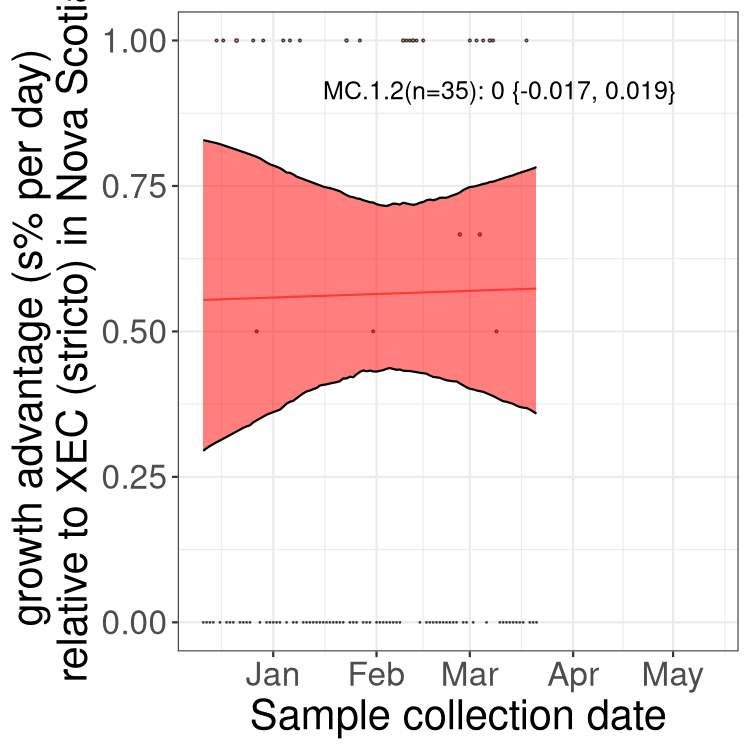 growth advantage (s% per day)
relative to XEC (stricto) in Nova Scotia
1.00
0.75
0.50
0.25
0.00
MC.1.2(n=35): 0 {-0.017, 0.019}
Jan Feb Mar Apr May
Sample collection date